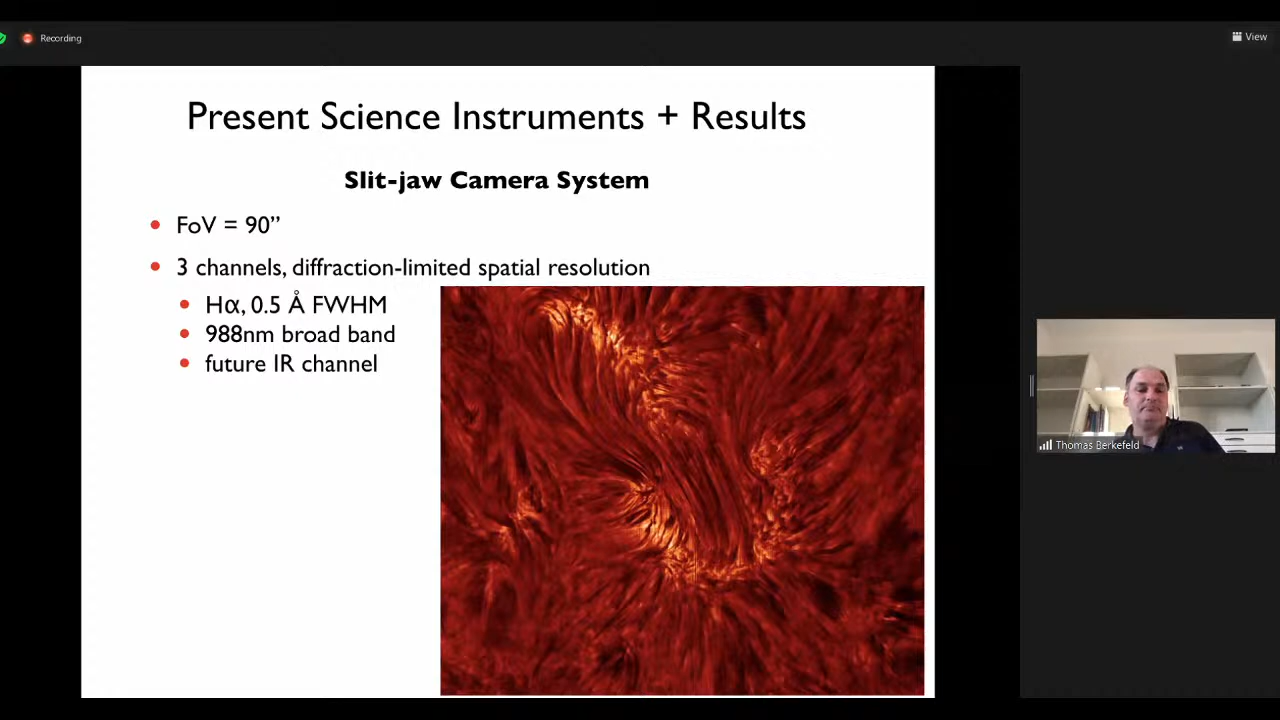 Recording
View
Present Science Instruments + Results
Slit-jaw Camera System
• FoV = 90”
• 3 channels, diffraction-limited spatial resolution
• Hα, 0.5 Å FWHM
• 988nm broad band
• future IR channel
Thomas Berkefeld